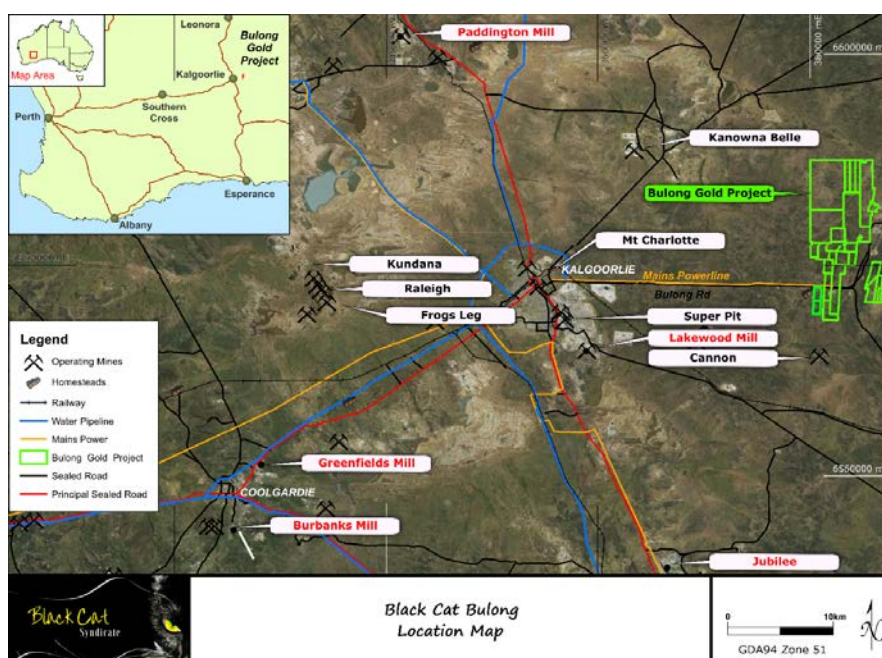 Leonora
Bulong
Gold
Project
Map Area
Kalgoorlie
Southern
Cross
Perth
Esperance
Albany
Paddington Mill
380000 mE
6600000 mN
Kanowna Belle
Bulong Gold Project
Mt Charlotte
KALGOORLIE
Mains Powerline
Bulong Rd
Kundana
Raleigh
Frogs Leg
Super Pit
Lakewood Mill
Cannon
Legend
Operating Mines
Homesteads
Railway
Water Pipeline
Mains Power
Bulong Gold Project
Sealed Road
Principal Sealed Road
Greenfields Mill
COOLGARDIE
Burbanks Mill
6550000 mN
Jubilee
Black Cat
Syndicate
Black Cat Bulong
Location Map
0 10km
GDA94 Zone 51
N